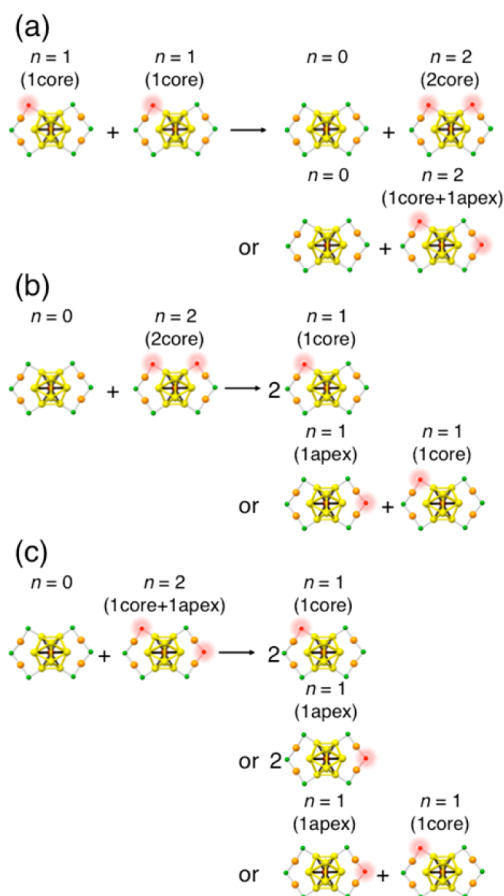 (a)
n = 1 n = 1 n = 0 n = 2
(1core) (1core) (2core)
+ +
n = 0 n = 2
(1core+1apex)
or +
(b)
n = 0 n = 2 n = 1
(2core) (1core)
+ 2
n = 1 n = 1
(1apex) (1core)
or +
(c)
n = 0 n = 2 n = 1
(1core+1apex) (1core)
+ 2
n = 1
(1apex)
or 2
n = 1 n = 1
(1apex) (1core)
or +